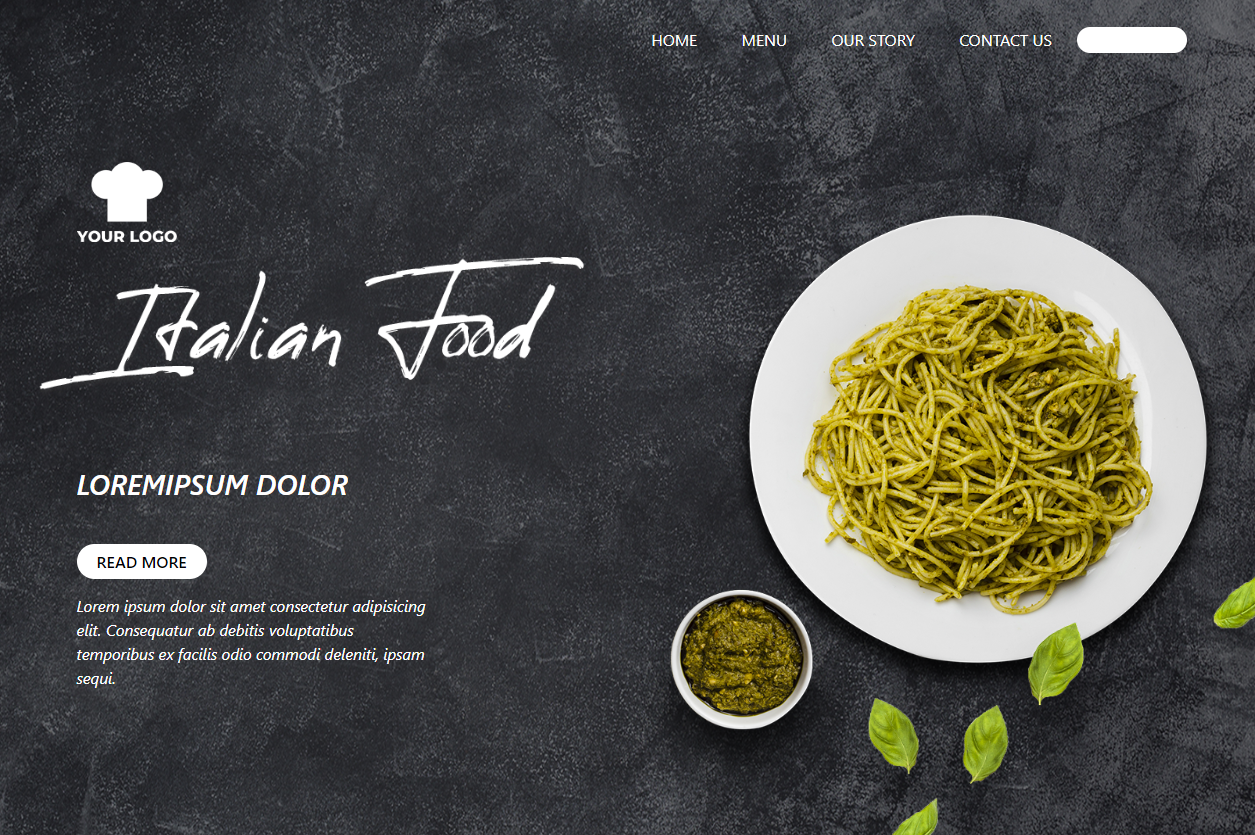 HOME MENU OUR STORY CONTACT US
YOUR LOGO
Italian Food
LOREMIPSUM DOLOR
READ MORE
Lorem ipsum dolor sit amet consectetur adipisicing
elit. Consequatur ab debitis voluptatibus
temporibus ex facilis odio commodi deleniti, ipsam
sequi.